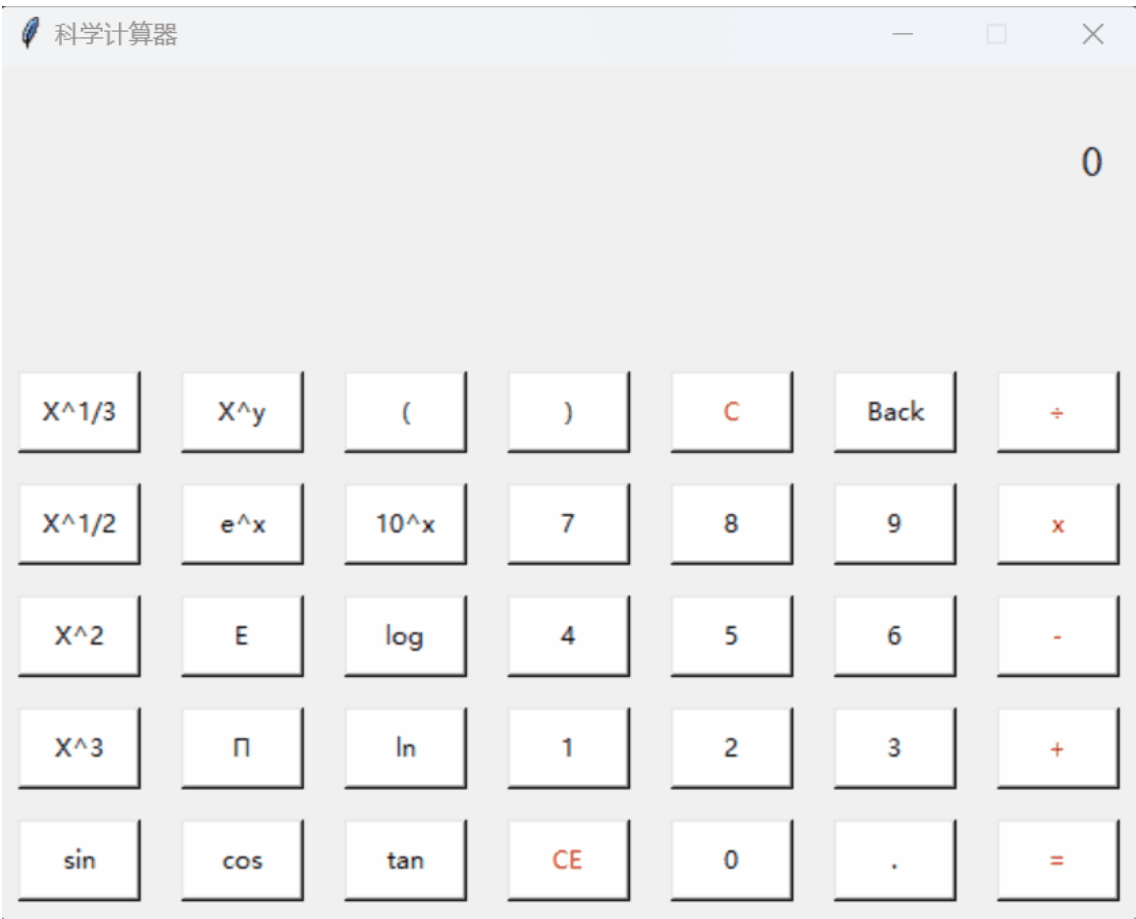 科学计算器
0
X^1/3 X^y ( ) C Back ÷
X^1/2 e^x 10^x 7 8 9 x
X^2 E log 4 5 6 -
X^3 Π ln 1 2 3 +
sin cos tan CE 0 . =